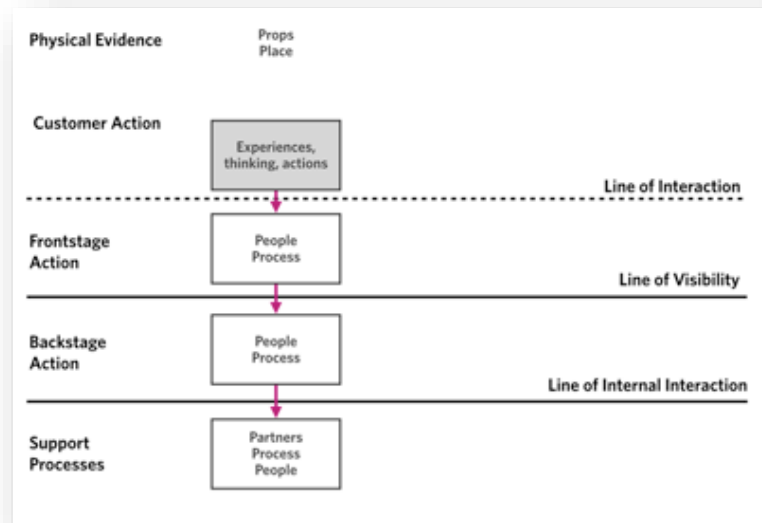 Physical Evidence
Props
Place
Customer Action
Experiences,
thinking, actions
Line of Interaction
Frontstage
Action
People
Process
Line of Visibility
Backstage
Action
People
Process
Line of Internal Interaction
Support
Processes
Partners
Process
People